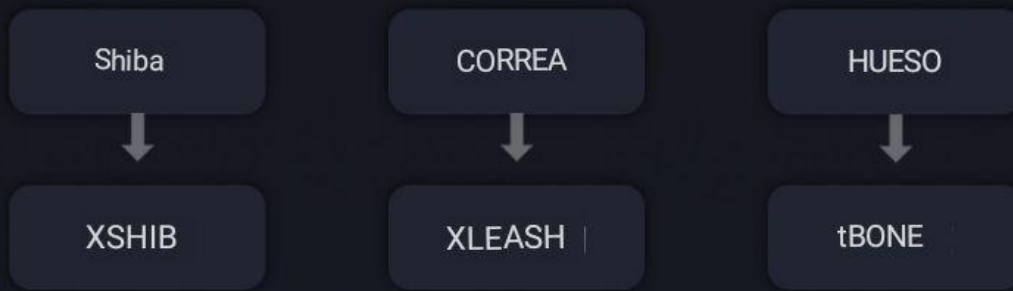 Shiba
CORREA
HUESO
XSHIB
XLEASH
tBONE